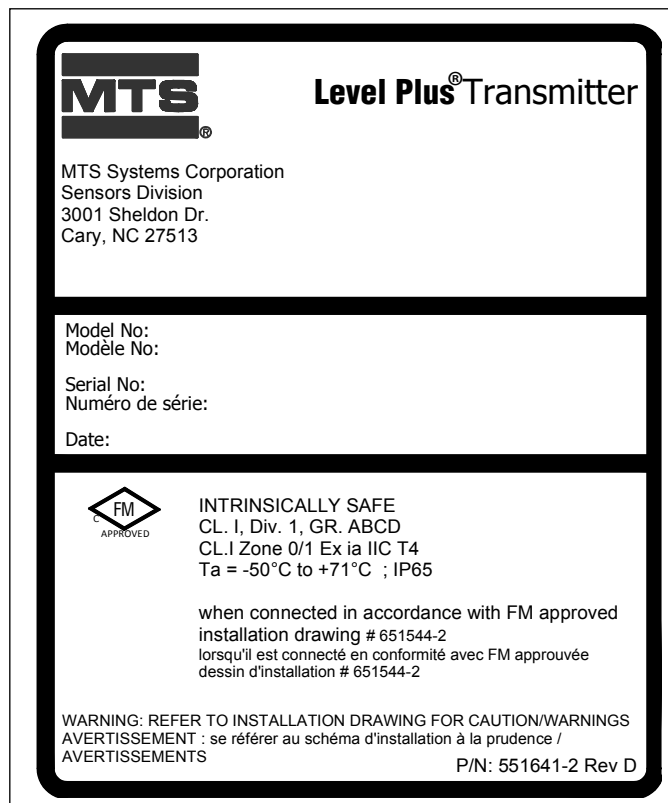 MTS
®
Level Plus® Transmitter
MTS Systems Corporation
Sensors Division
3001 Sheldon Dr.
Cary, NC 27513
Model No:
Modèle No:
Serial No:
Numéro de série:
Date:
C FM
APPROVED
INTRINSICALLY SAFE
CL. I, Div. 1, GR. ABCD
CL.I Zone 0/1 Ex ia IIC T4
Ta = -50°C to +71°C ; IP65
when connected in accordance with FM approved
installation drawing # 651544-2
lorsqu'il est connecté en conformité avec FM approuvée
dessin d'installation # 651544-2
WARNING: REFER TO INSTALLATION DRAWING FOR CAUTION/WARNINGS
AVERTISSEMENT : se référer au schéma d'installation à la prudence /
AVERTISSEMENTS
P/N: 551641-2 Rev D